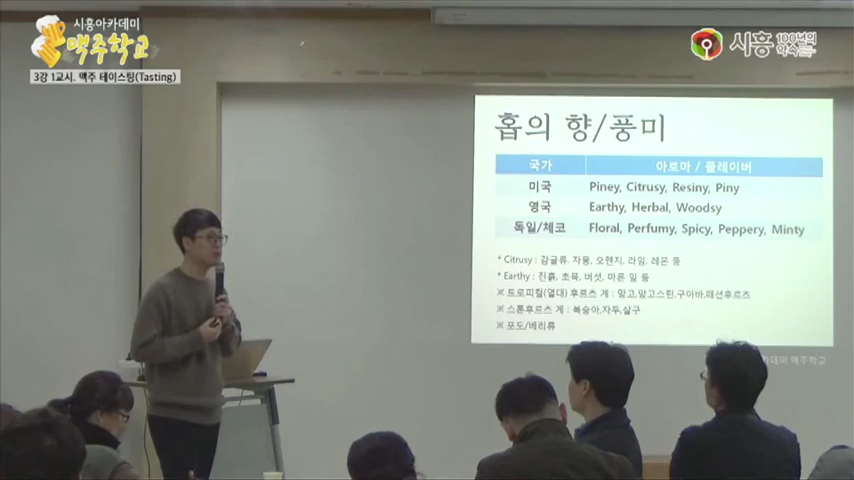 시흥아카데미
맥주학교
3강 1교시. 맥주 테이스팅(Tasting)
시흥 100년의 약속
홉의 향/풍미
국가 아로마 / 플레이버
미국 Piney, Citrusy, Resiny, Piny
영국 Earthy, Herbal, Woodsy
독일/체코 Floral, Perfumy, Spicy, Peppery, Minty
* Citrusy : 감귤류. 자몽, 오렌지, 라임, 레몬 등
* Earthy : 진흙, 초목, 버섯, 마른 잎 등
※ 트로피컬(열대) 후르츠 계 : 망고,망고스틴,구아바,패션후르츠
※ 스톤후르츠 계 : 복숭아,자두,살구
※ 포도/베리류
카데미 맥주학교